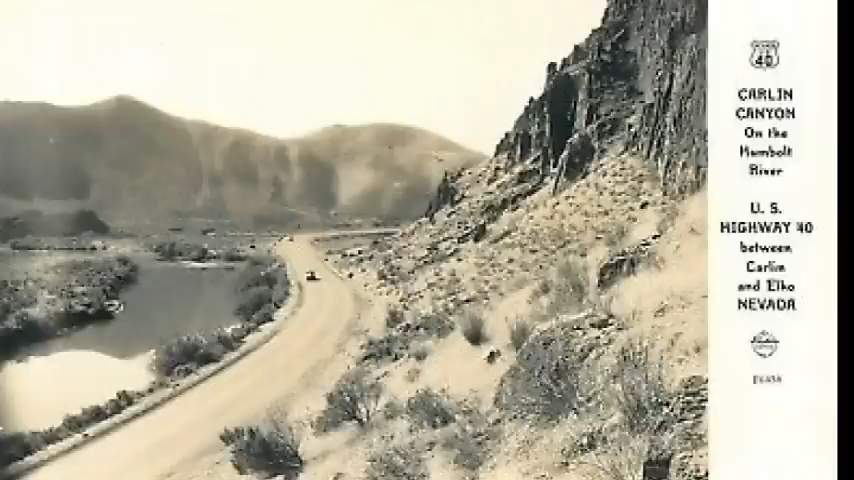 40
CARLIN
CANYON
On the
Humbolt
River
U. S.
HIGHWAY 40
between
Carlin
and Elko
NEVADA